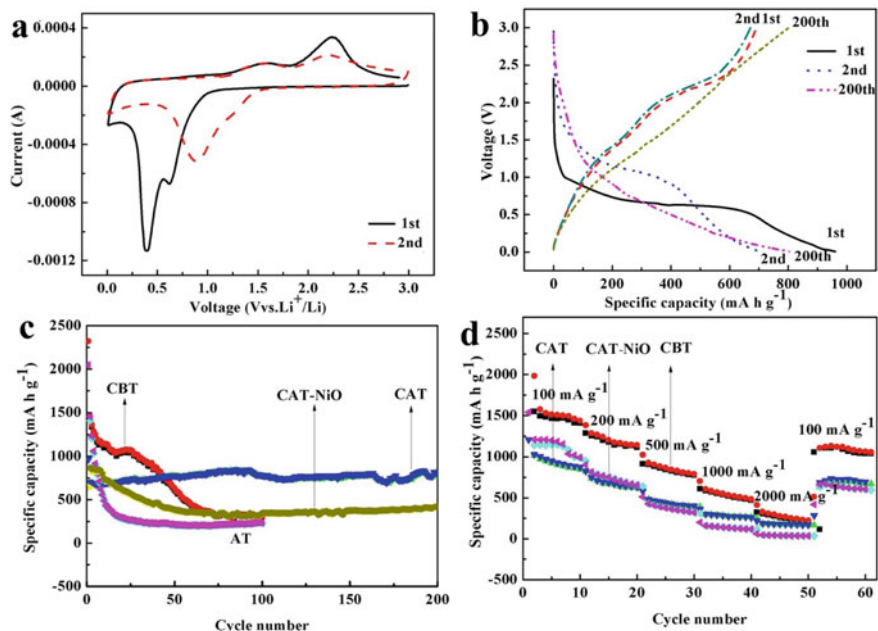 a
0.0004
0.0000
-0.0004
-0.0008
-0.0012
Current (A)
1st
2nd
0.0 0.5 1.0 1.5 2.0 2.5 3.0
Voltage (Vvs.Li+/Li)
b
3.0
2.5
2.0
1.5
1.0
0.5
0.0
Voltage (V)
2nd 1st
200th
1st
2nd
200th
1st
2nd 200th
0 200 400 600 800 1000
Specific capacity (mA h g-1)
c
2500
2000
1500
1000
500
0
-500
Specific capacity (mA h g-1)
CBT
CAT-NiO
CAT
AT
0 50 100 150 200
Cycle number
d
2500
2000
1500
1000
500
0
-500
Specific capacity (mA h g-1)
CAT
CAT-NiO
CBT
100 mA g-1
200 mA g-1
500 mA g-1
1000 mA g-1
2000 mA g-1
100 mA g-1
0 10 20 30 40 50 60
Cycle number